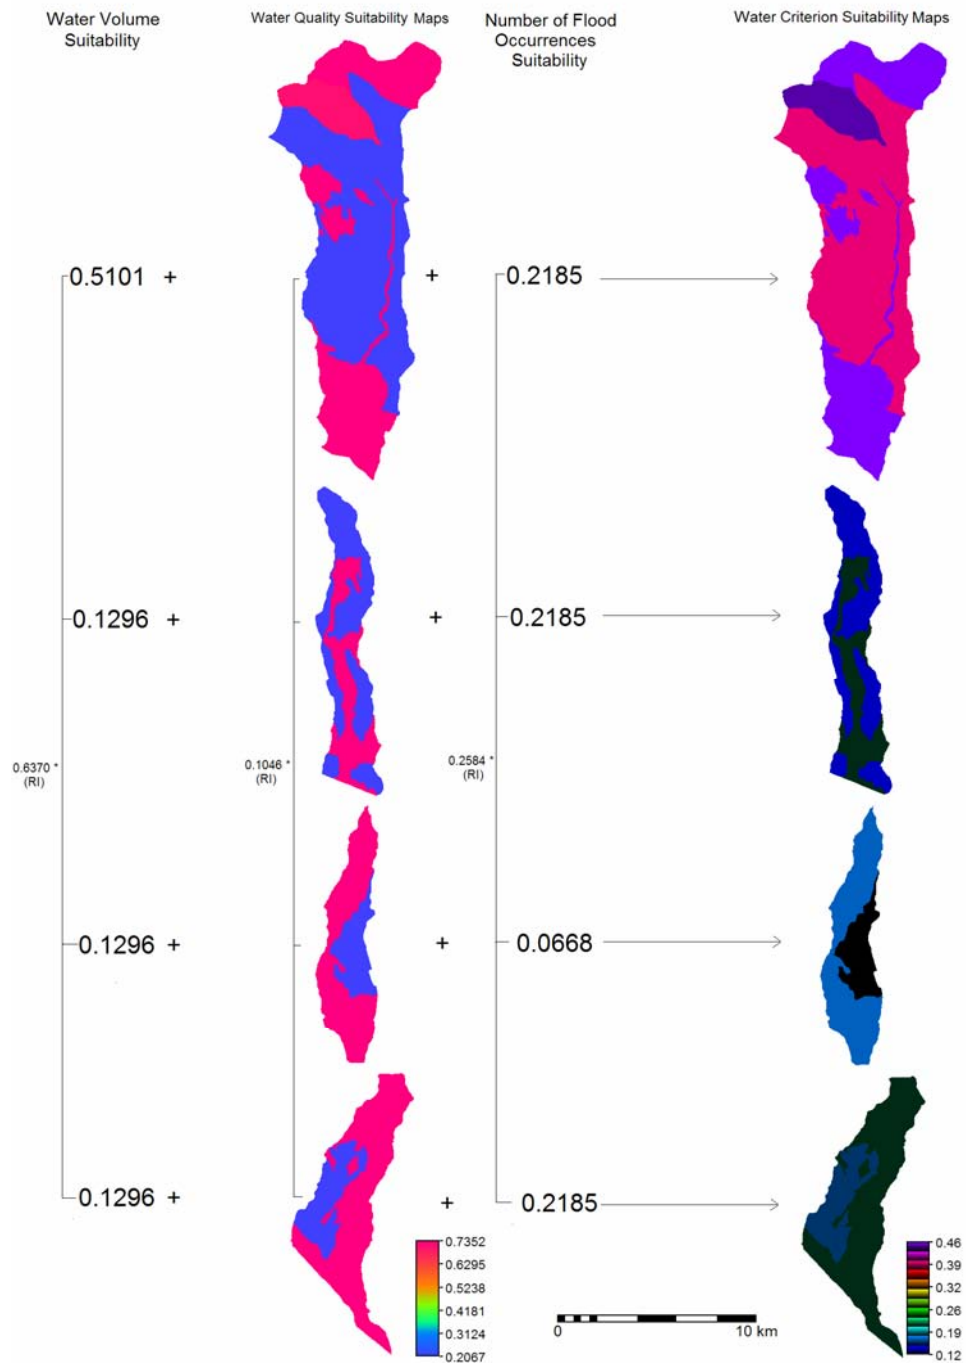 Water Volume
Suitability
Water Quality Suitability Maps
Number of Flood
Occurrences
Suitability
Water Criterion Suitability Maps
0.5101 +
+
0.2185
0.1296 +
+
0.2185
0.6370 *
(RI)
0.1046 *
(RI)
0.2584 *
(RI)
0.1296 +
+
0.0668
0.1296 +
+
0.2185
0.7352
0.6295
0.5238
0.4181
0.3124
0.2067
0
10 km
0.46
0.39
0.32
0.26
0.19
0.12